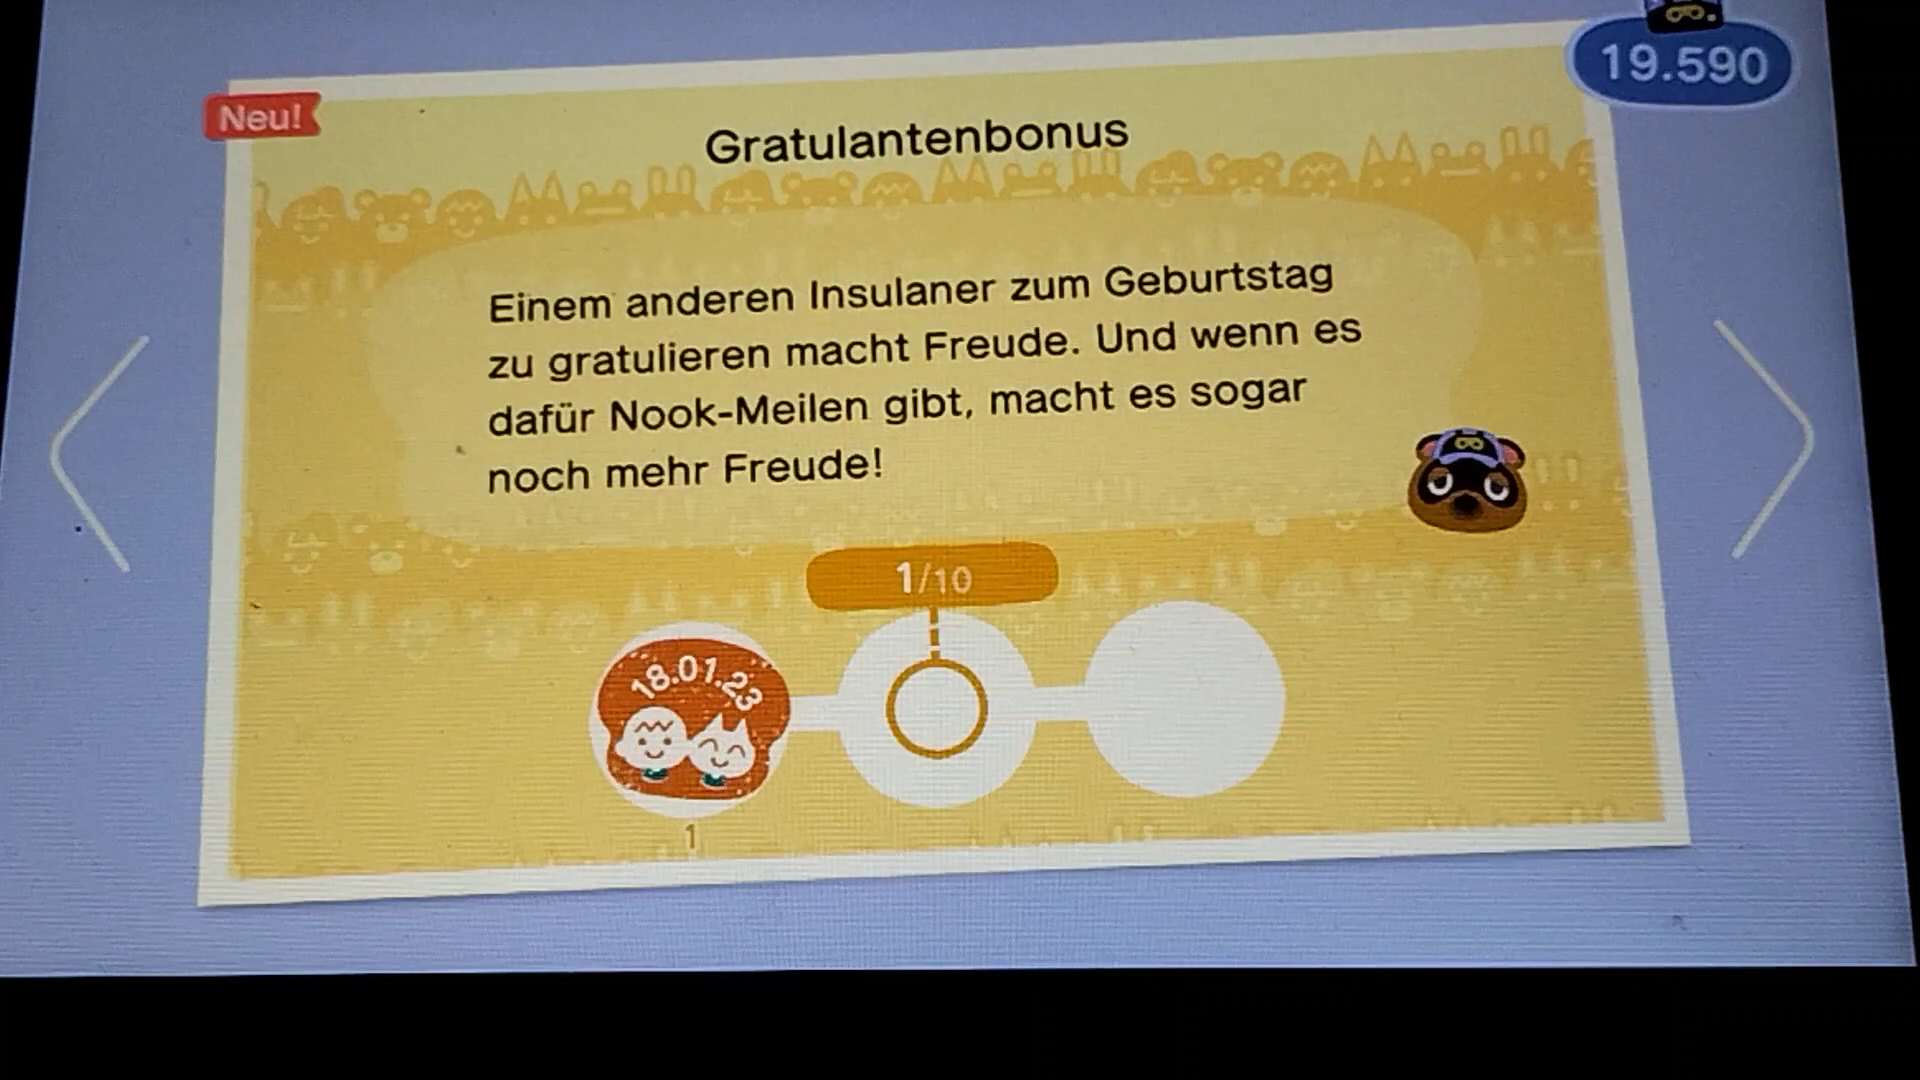 19.590
Neu!
Gratulantenbonus
Einem anderen Insulaner zum Geburtstag
zu gratulieren macht Freude. Und wenn es
dafür Nook-Meilen gibt, macht es sogar
noch mehr Freude!
1/10
18.01.23
1